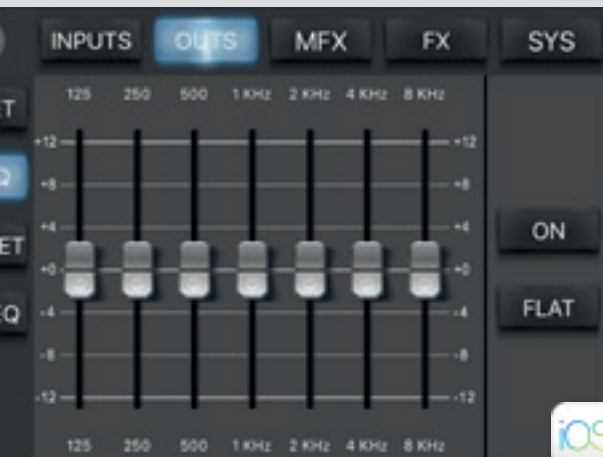 INPUTS OUTS MFX FX SYS
125 250 500 1 KHz 2 KHz 4 KHz 8 KHz
+12 +12
+8 +8
+4 +4
ON
+0 +0
FLAT
-4 -4
-8 -8
-12 -12
iOS
125 250 500 1 KHz 2 KHz 4 KHz 8 KHz